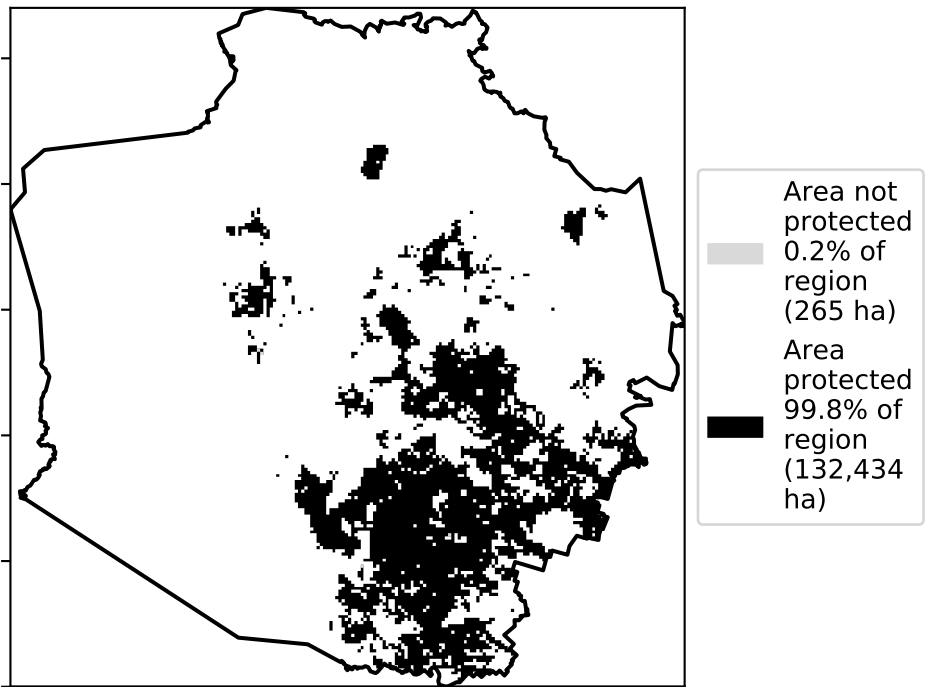 Area not
protected
0.2% of
region
(265 ha)
Area
protected
99.8% of
region
(132,434
ha)